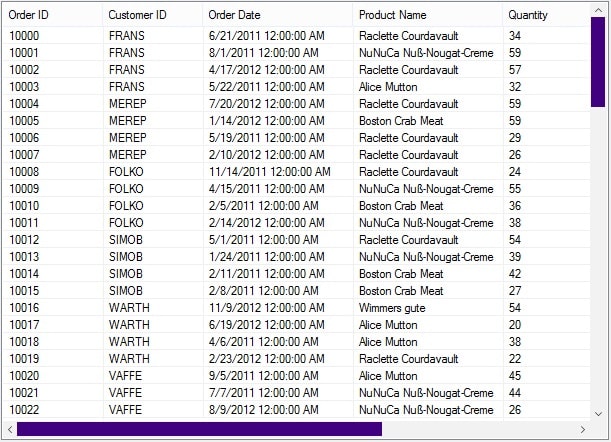 Order ID Customer ID Order Date Product Name Quantity
10000 FRANS 6/21/2011 12:00:00 AM Raclette Courdavault 34
10001 FRANS 8/1/2011 12:00:00 AM NuNuCa Nuß-Nougat-Creme 59
10002 FRANS 4/17/2012 12:00:00 AM Raclette Courdavault 57
10003 FRANS 5/22/2011 12:00:00 AM Alice Mutton 32
10004 MEREP 7/20/2011 12:00:00 AM Raclette Courdavault 59
10005 MEREP 1/14/2012 12:00:00 AM Boston Crab Meat 59
10006 MEREP 5/19/2011 12:00:00 AM Raclette Courdavault 29
10007 MEREP 2/10/2012 12:00:00 AM Raclette Courdavault 26
10008 FOLKO 11/14/2011 12:00:00 AM Raclette Courdavault 24
10009 FOLKO 4/15/2011 12:00:00 AM NuNuCa Nuß-Nougat-Creme 55
10010 FOLKO 2/5/2011 12:00:00 AM Boston Crab Meat 36
10011 FOLKO 2/14/2012 12:00:00 AM NuNuCa Nuß-Nougat-Creme 38
10012 SIMOB 5/1/2011 12:00:00 AM Raclette Courdavault 54
10013 SIMOB 1/24/2011 12:00:00 AM NuNuCa Nuß-Nougat-Creme 39
10014 SIMOB 2/11/2011 12:00:00 AM Boston Crab Meat 42
10015 SIMOB 2/8/2011 12:00:00 AM Boston Crab Meat 27
10016 WARTH 11/9/2012 12:00:00 AM Wimmers gute 54
10017 WARTH 6/19/2012 12:00:00 AM Alice Mutton 20
10018 WARTH 4/6/2011 12:00:00 AM Alice Mutton 38
10019 WARTH 2/23/2012 12:00:00 AM Raclette Courdavault 22
10020 VAFFE 9/5/2011 12:00:00 AM Alice Mutton 45
10021 VAFFE 7/7/2011 12:00:00 AM NuNuCa Nuß-Nougat-Creme 44
10022 VAFFE 8/9/2012 12:00:00 AM NuNuCa Nuß-Nougat-Creme 26